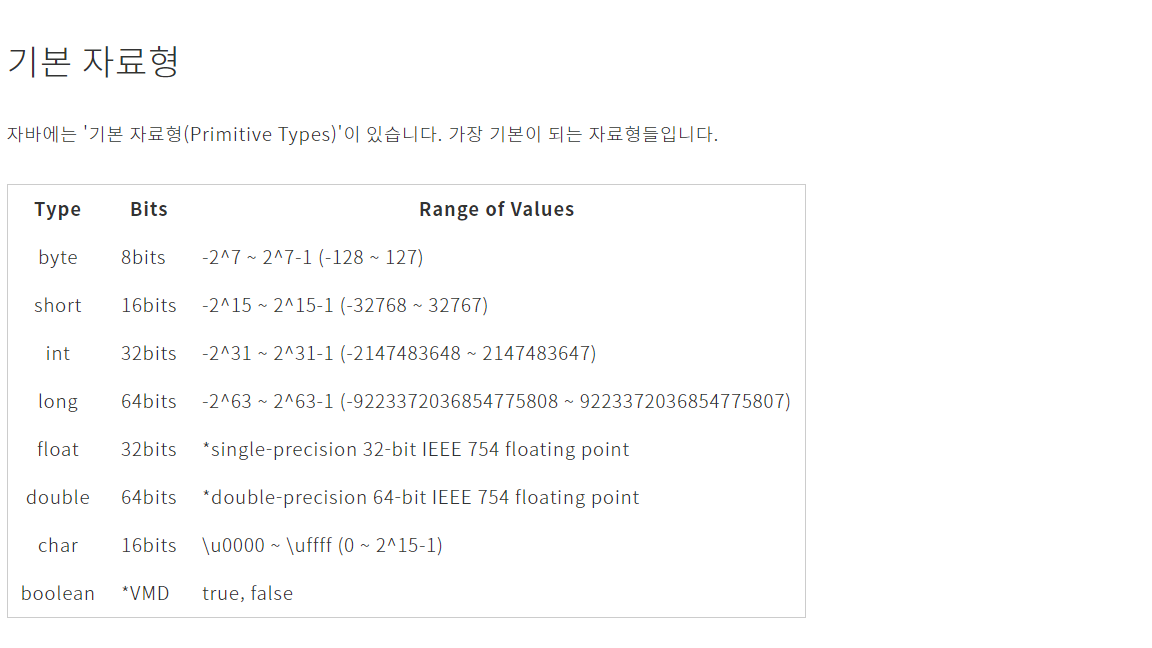 기본 자료형
자바에는 '기본 자료형(Primitive Types)'이 있습니다. 가장 기본이 되는 자료형들입니다.
Type Bits Range of Values
byte 8bits -2^7 ~ 2^7-1 (-128 ~ 127)
short 16bits -2^15 ~ 2^15-1 (-32768 ~ 32767)
int 32bits -2^31 ~ 2^31-1 (-2147483648 ~ 2147483647)
long 64bits -2^63 ~ 2^63-1 (-9223372036854775808 ~ 9223372036854775807)
float 32bits *single-precision 32-bit IEEE 754 floating point
double 64bits *double-precision 64-bit IEEE 754 floating point
char 16bits \u0000 ~ \uffff (0 ~ 2^15-1)
boolean *VMD true, false